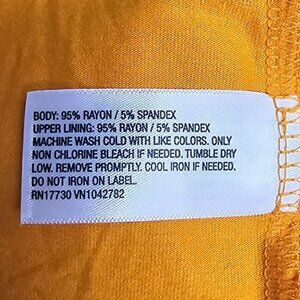 BODY: 95% RAYON / 5% SPANDEX
UPPER LINING: 95% RAYON / 5% SPANDEX
MACHINE WASH COLD WITH LIKE COLORS. ONLY
NON CHLORINE BLEACH IF NEEDED. TUMBLE DRY
LOW. REMOVE PROMPTLY. COOL IRON IF NEEDED.
DO NOT IRON ON LABEL.
RN17730 VN1042782